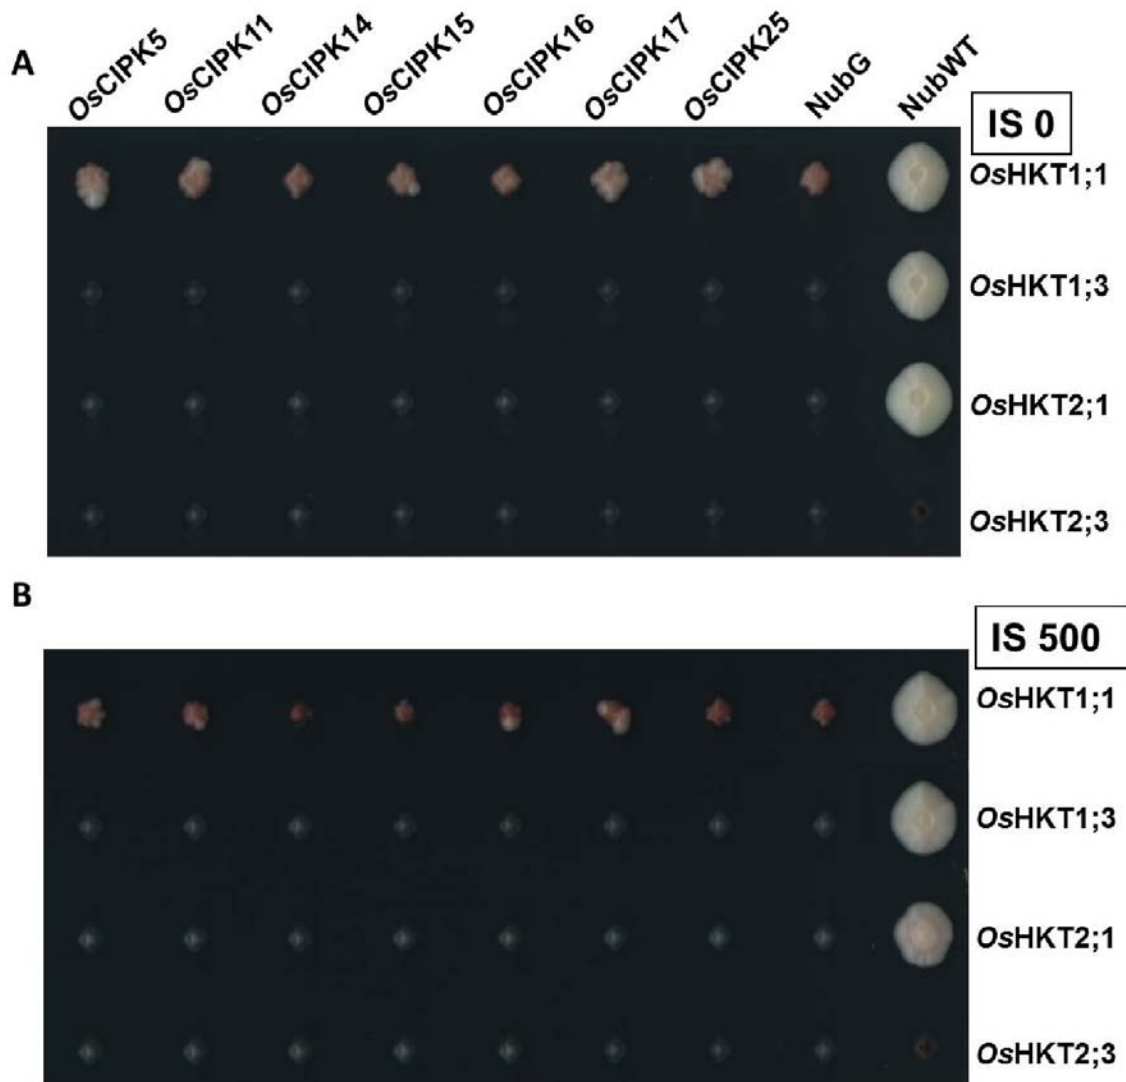 A
OsCIPK5
OsCIPK11
OsCIPK14
OsCIPK15
OsCIPK16
OsCIPK17
OsCIPK25
NubG
NubWT
IS 0
OsHKT1;1
OsHKT1;3
OsHKT2;1
OsHKT2;3
B
IS 500
OsHKT1;1
OsHKT1;3
OsHKT2;1
OsHKT2;3